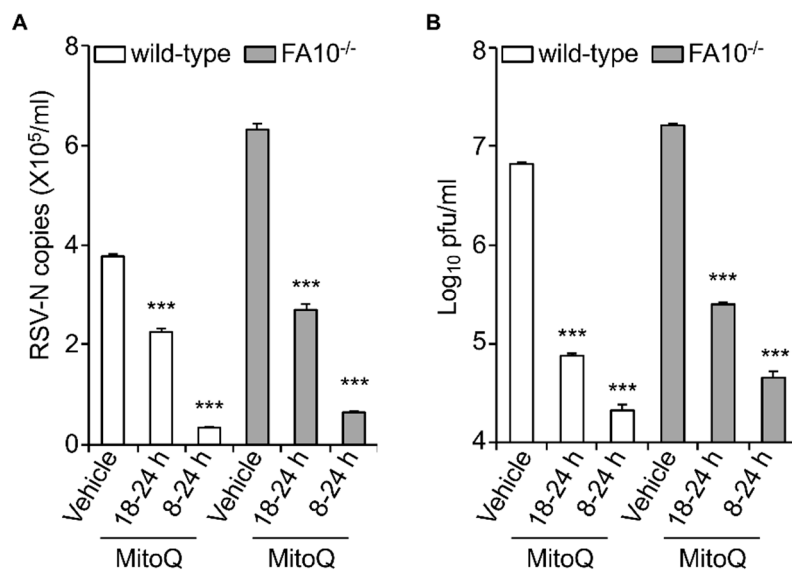 A
wild-type FA10-/-
RSV-N copies (X10⁵/ml)
8
6
4
2
0
Vehicle
18-24 h
8-24 h
Vehicle
18-24 h
8-24 h
***
***
***
***
MitoQ
MitoQ
B
wild-type FA10-/-
Log₁₀ pfu/ml
8
7
6
5
4
Vehicle
18-24 h
8-24 h
Vehicle
18-24 h
8-24 h
***
***
***
***
MitoQ
MitoQ